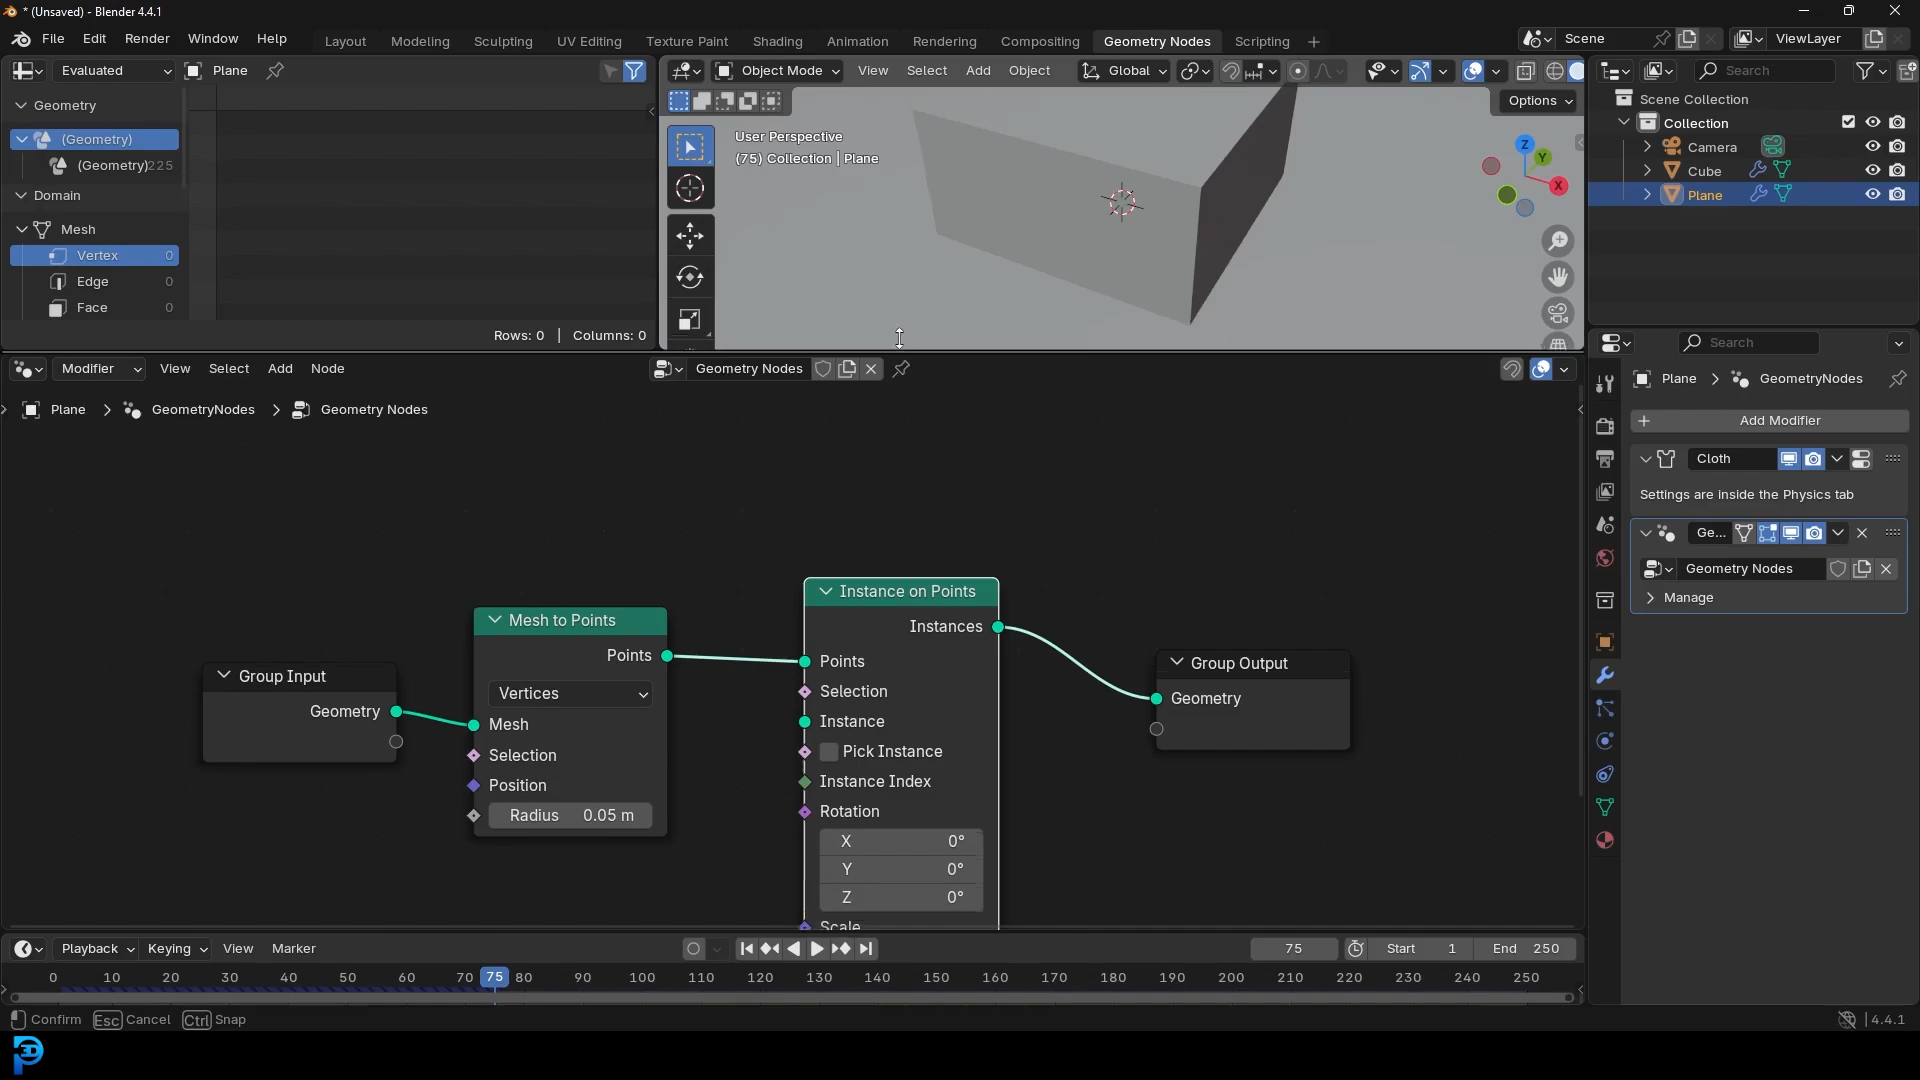 * (Unsaved) - Blender 4.4.1
File Edit Render Window Help Layout Modeling Sculpting UV Editing Texture Paint Shading Animation Rendering Compositing Geometry Nodes Scripting + Scene ViewLayer
Evaluated Plane
Object Mode View Select Add Object Global
Search
Options
Geometry
(Geometry)
(Geometry) 225
Domain
Mesh
Vertex 0
Edge 0
Face 0
Rows: 0 | Columns: 0
User Perspective
(75) Collection | Plane
Z
Y
X
Scene Collection
Collection
Camera
Cube
Plane
Modifier View Select Add Node Geometry Nodes
Plane > GeometryNodes > Geometry Nodes
Group Input
Geometry
Mesh to Points
Points
Vertices
Mesh
Selection
Position
Radius 0.05 m
Instance on Points
Instances
Points
Selection
Instance
Pick Instance
Instance Index
Rotation
X 0°
Y 0°
Z 0°
Scale
Group Output
Geometry
Search
Plane > GeometryNodes
+ Add Modifier
Cloth
Settings are inside the Physics tab
Ge...
Geometry Nodes
Manage
Playback Keying View Marker 75 Start 1 End 250
0 10 20 30 40 50 60 70 75 80 90 100 110 120 130 140 150 160 170 180 190 200 210 220 230 240 250
Confirm Esc Cancel Ctrl Snap
4.4.1